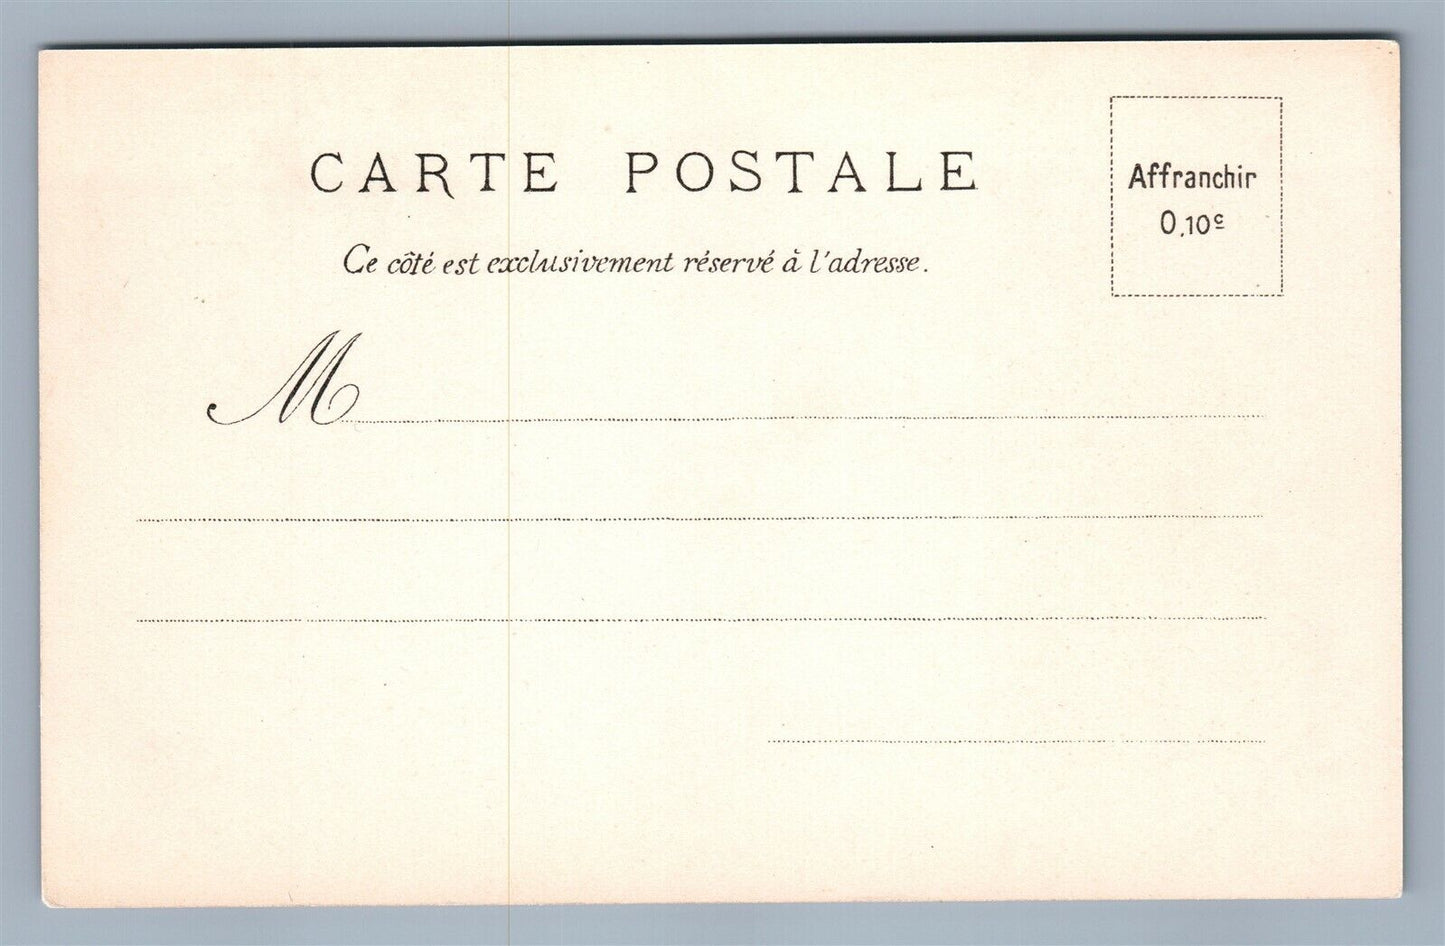 CARTE POSTALE
Affranchir
0,10c
Ce côté est exclusivement réservé à l'adresse.
M